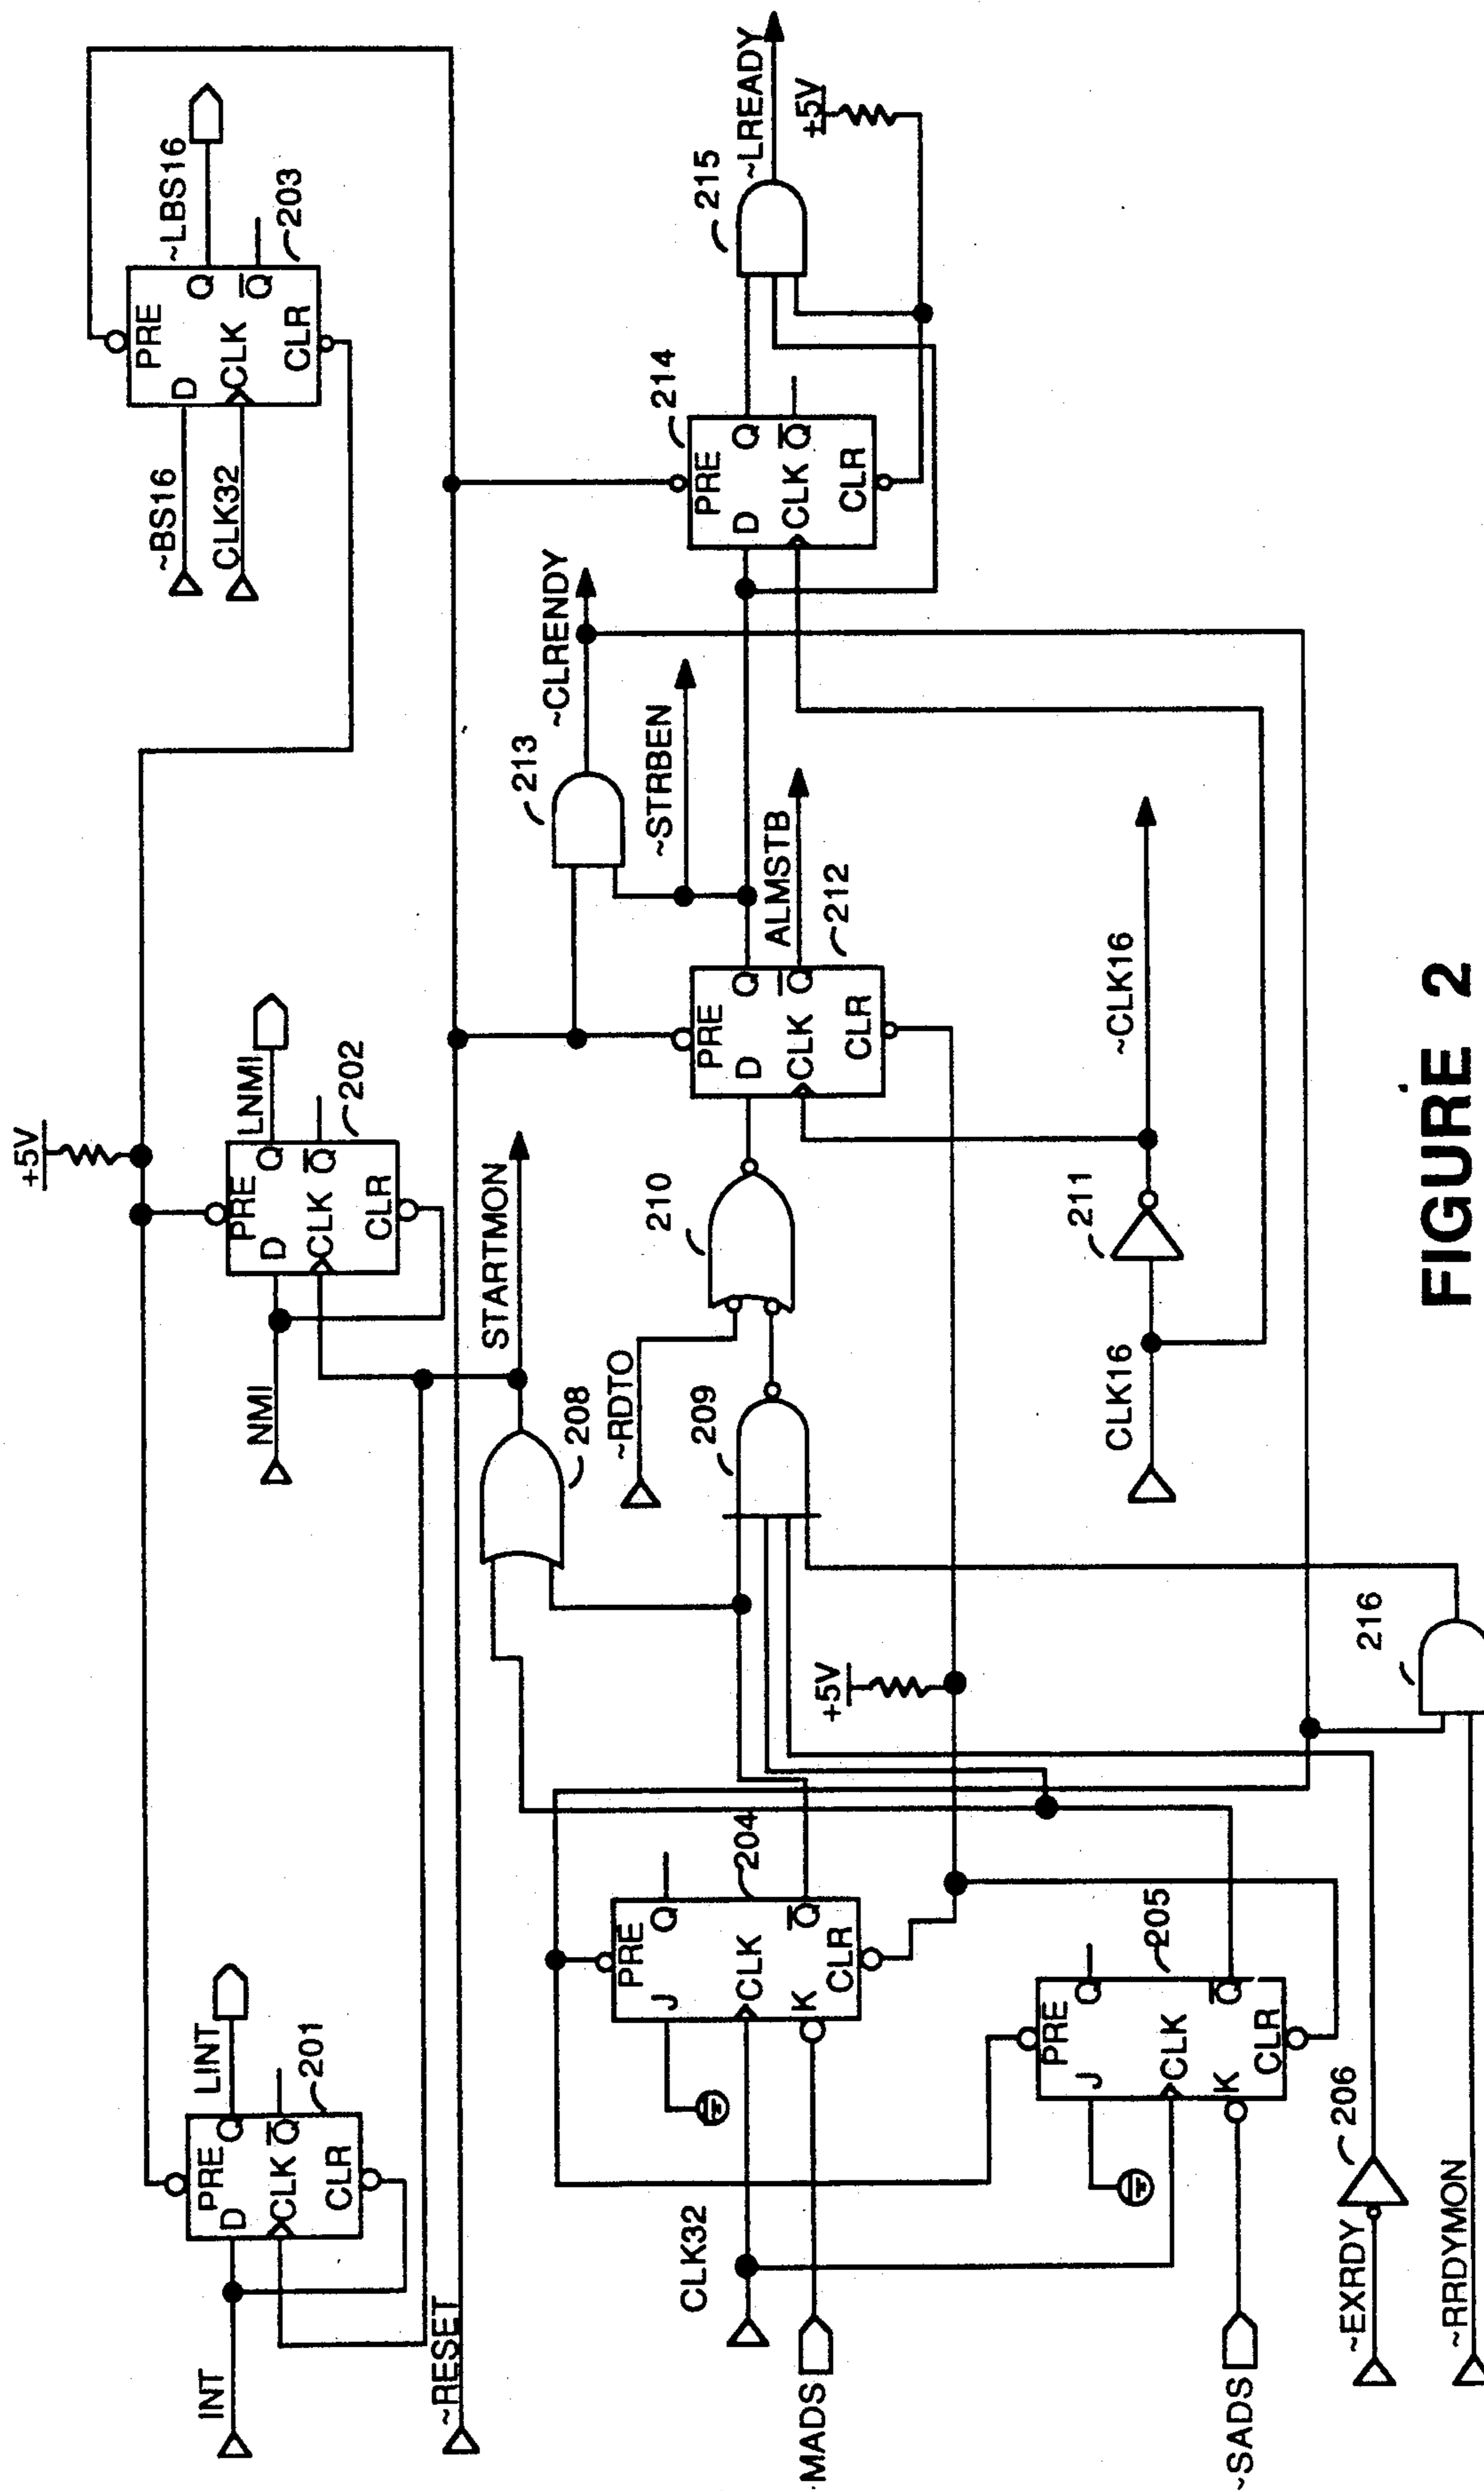 +5V
INT
D
PRE
Q
CLK
Q̅
CLR
LINT
201
NMI
D
PRE
Q
CLK
Q̅
CLR
LNMI
202
~BS16
CLK32
D
PRE
Q
CLK
Q̅
CLR
~LBS16
203
~RESET
STARTMON
208
CLK32
MADS
J
PRE
Q
CLK
K
Q̅
CLR
204
~SADS
J
PRE
Q
CLK
K
Q̅
CLR
205
~EXRDY
206
~RRDYMON
216
+5V
~RDTO
209
210
D
PRE
Q
CLK
Q̅
CLR
212
213
~CLRENDY
~STRBEN
ALMSTB
CLK16
211
~CLK16
D
PRE
Q
CLK
Q̅
CLR
214
215
~LREADY
+5V
FIGURE 2